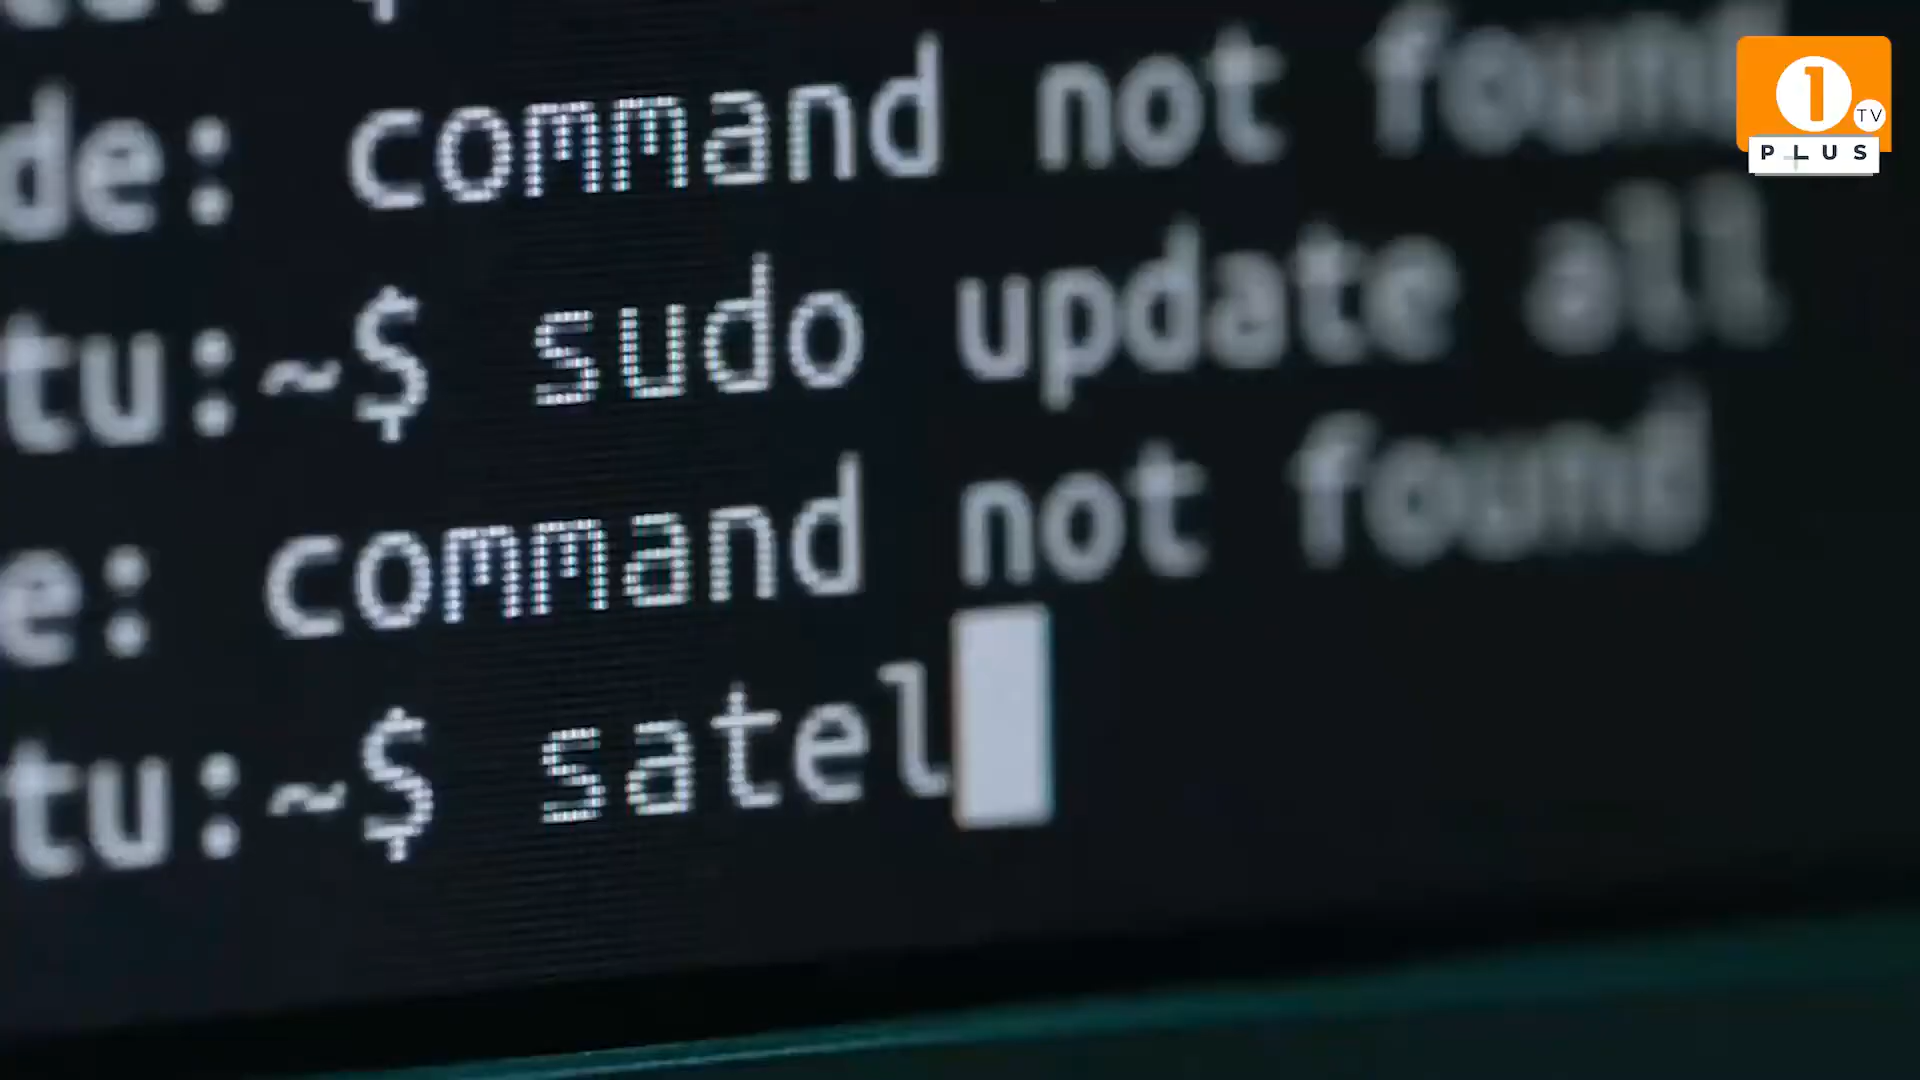 de: command not found
tu:~$ sudo update all
e: command not found
tu:~$ satel
1
TV
PLUS